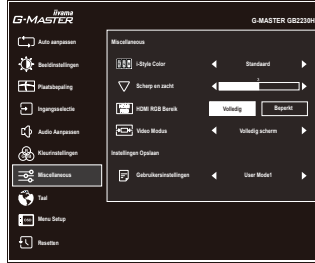 iiyama
G-MASTER
G-MASTER GB2230H
Auto aanpassen
Miscellaneous
Beeldinstellingen
i-Style Color
Standaard
Plaatsbepaling
Scherp en zacht
3
Ingangsselectie
HDMI RGB Bereik
Volledig
Beperkt
Audio Aanpassen
Video Modus
Volledig scherm
Kleurinstellingen
Instellingen Opslaan
Miscellaneous
Gebruikersinstellingen
User Mode1
Taal
OSD
Menu Setup
Resetten